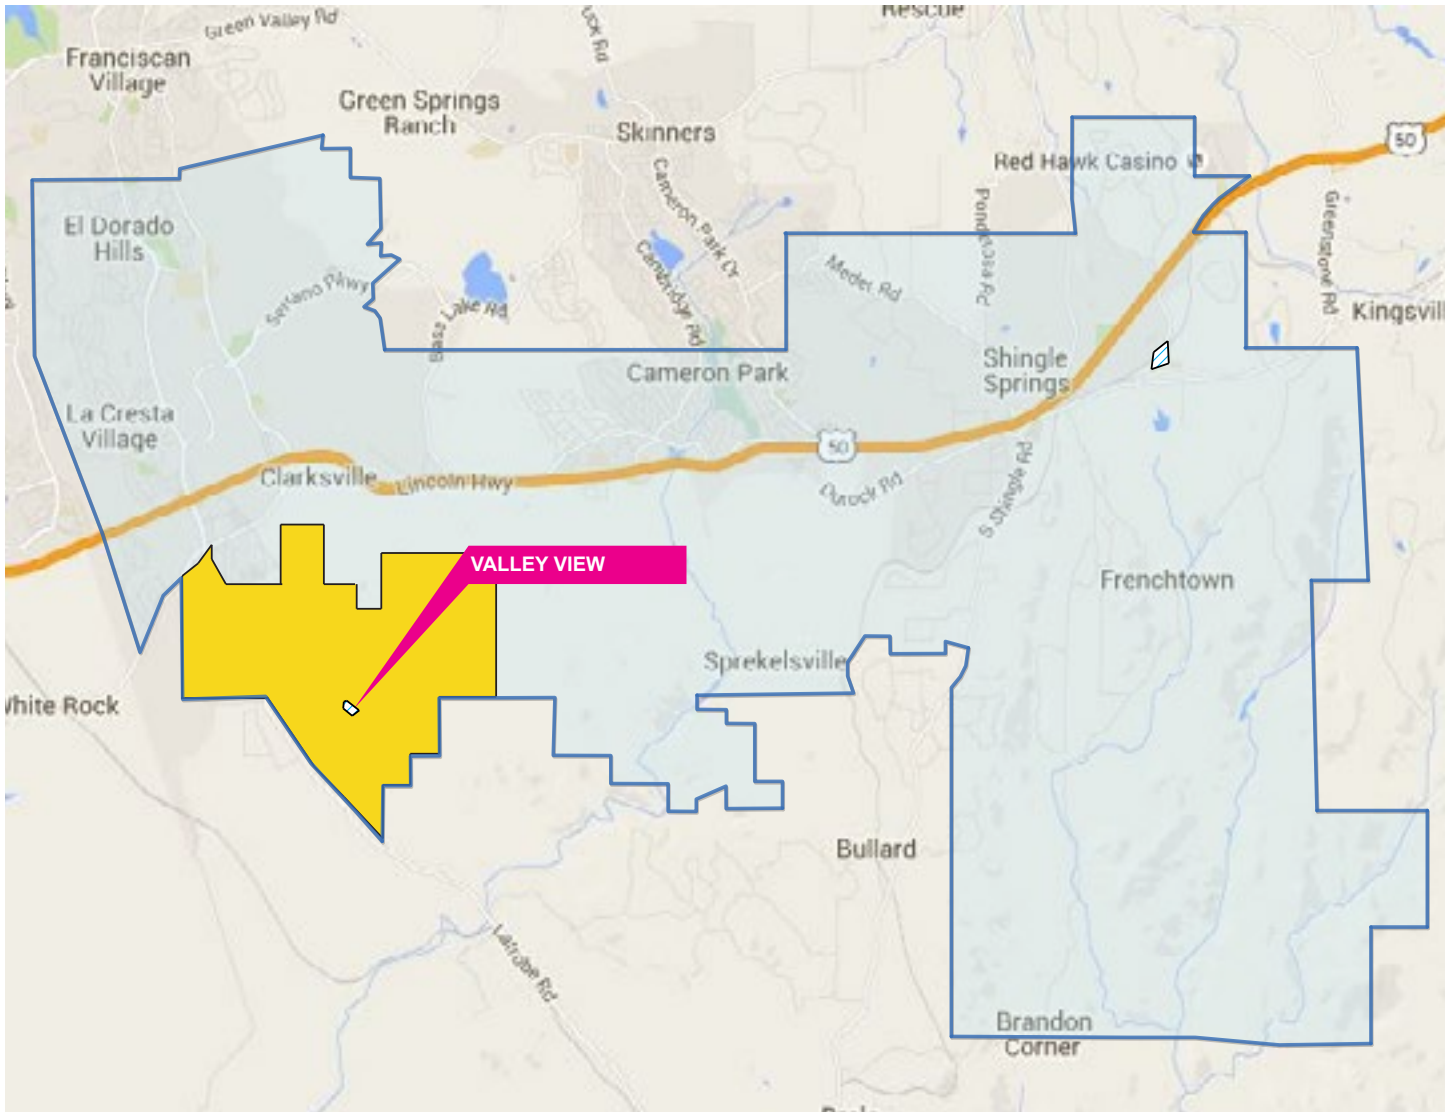 Rescue
Green Valley Rd
Franciscan
Village
Green Springs
Ranch
Skinners
50
Red Hawk Casino
Cameron Park Dr
Ponderosa Rd
Greenstone Rd
El Dorado
Hills
Cambridge Rd
Meder Rd
Serrano Pkwy
Bass Lake Rd
Shingle
Springs
Cameron Park
La Cresta
Village
50
Clarksville
Lincoln Hwy
Durock Rd
S Shingle Rd
VALLEY VIEW
Frenchtown
Sprekelsville
White Rock
Bullard
Latrobe Rd
Brandon
Corner